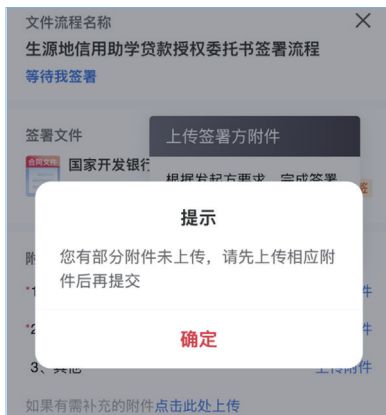 文件流程名称
生源地信用助学贷款授权委托书签署流程
等待我签署
签署文件
上传签署方附件
合同文件
国家开发银行
根据发起方要求，完成签署
签
提示
附
您有部分附件未上传，请先上传相应附
件后再提交
*1
件
*2
件
确定
3、其他
上传附件
如果有需补充的附件点击此处上传